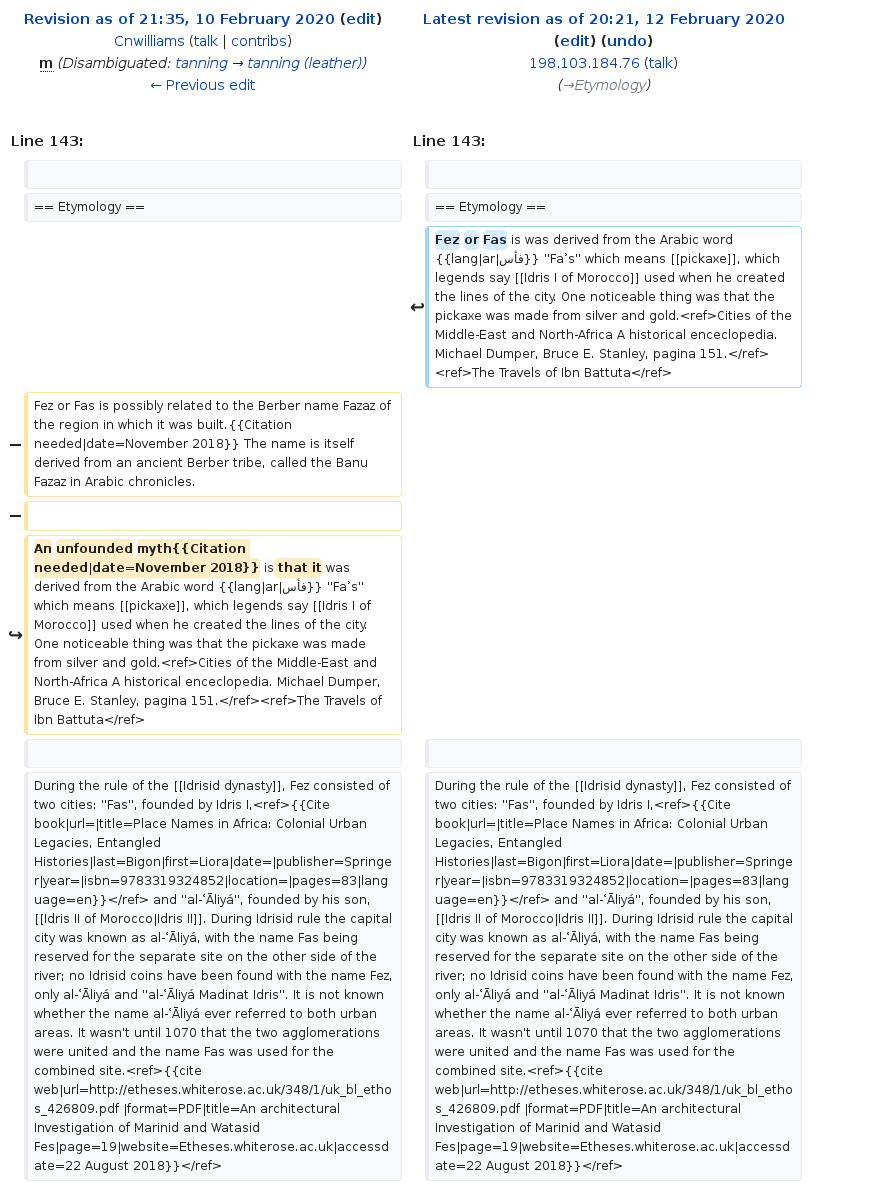 Revision as of 21:35, 10 February 2020 (edit)
Cnwilliams (talk | contribs)
m (Disambiguated: tanning → tanning (leather))
← Previous edit
Latest revision as of 20:21, 12 February 2020
(edit) (undo)
198.103.184.76 (talk)
(→Etymology)
Line 143:
Line 143:
== Etymology ==
== Etymology ==
Fez or Fas is was derived from the Arabic word
{{lang|ar|فأس}} "Faʾs" which means [[pickaxe]], which
legends say [[Idris I of Morocco]] used when he created
the lines of the city. One noticeable thing was that the
pickaxe was made from silver and gold.<ref>Cities of the
Middle-East and North-Africa A historical enceclopedia.
Michael Dumper, Bruce E. Stanley, pagina 151.</ref>
<ref>The Travels of Ibn Battuta</ref>
Fez or Fas is possibly related to the Berber name Fazaz of
the region in which it was built.{{Citation
needed|date=November 2018}} The name is itself
derived from an ancient Berber tribe, called the Banu
Fazaz in Arabic chronicles.
An unfounded myth{{Citation
needed|date=November 2018}} is that it was
derived from the Arabic word {{lang|ar|فأس}} "Faʾs"
which means [[pickaxe]], which legends say [[Idris I of
Morocco]] used when he created the lines of the city.
One noticeable thing was that the pickaxe was made
from silver and gold.<ref>Cities of the Middle-East and
North-Africa A historical enceclopedia. Michael Dumper,
Bruce E. Stanley, pagina 151.</ref><ref>The Travels of
Ibn Battuta</ref>
During the rule of the [[Idrisid dynasty]], Fez consisted of
two cities: "Fas", founded by Idris I,<ref>{{Cite
book|url=|title=Place Names in Africa: Colonial Urban
Legacies, Entangled
Histories|last=Bigon|first=Liora|date=|publisher=Springe
r|year=|isbn=9783319324852|location=|pages=83|lang
uage=en}}</ref> and "al-ʿĀliyá", founded by his son,
[[Idris II of Morocco|Idris II]]. During Idrisid rule the capital
city was known as al-ʿĀliyá, with the name Fas being
reserved for the separate site on the other side of the
river; no Idrisid coins have been found with the name Fez,
only al-ʿĀliyá and "al-ʿĀliyá Madinat Idris". It is not known
whether the name al-ʿĀliyá ever referred to both urban
areas. It wasn't until 1070 that the two agglomerations
were united and the name Fas was used for the
combined site.<ref>{{cite
web|url=http://etheses.whiterose.ac.uk/348/1/uk_bl_etho
s_426809.pdf |format=PDF|title=An architectural
Investigation of Marinid and Watasid
Fes|page=19|website=Etheses.whiterose.ac.uk|accessd
ate=22 August 2018}}</ref>
During the rule of the [[Idrisid dynasty]], Fez consisted of
two cities: "Fas", founded by Idris I,<ref>{{Cite
book|url=|title=Place Names in Africa: Colonial Urban
Legacies, Entangled
Histories|last=Bigon|first=Liora|date=|publisher=Springe
r|year=|isbn=9783319324852|location=|pages=83|lang
uage=en}}</ref> and "al-ʿĀliyá", founded by his son,
[[Idris II of Morocco|Idris II]]. During Idrisid rule the capital
city was known as al-ʿĀliyá, with the name Fas being
reserved for the separate site on the other side of the
river; no Idrisid coins have been found with the name Fez,
only al-ʿĀliyá and "al-ʿĀliyá Madinat Idris". It is not known
whether the name al-ʿĀliyá ever referred to both urban
areas. It wasn't until 1070 that the two agglomerations
were united and the name Fas was used for the
combined site.<ref>{{cite
web|url=http://etheses.whiterose.ac.uk/348/1/uk_bl_etho
s_426809.pdf |format=PDF|title=An architectural
Investigation of Marinid and Watasid
Fes|page=19|website=Etheses.whiterose.ac.uk|accessd
ate=22 August 2018}}</ref>